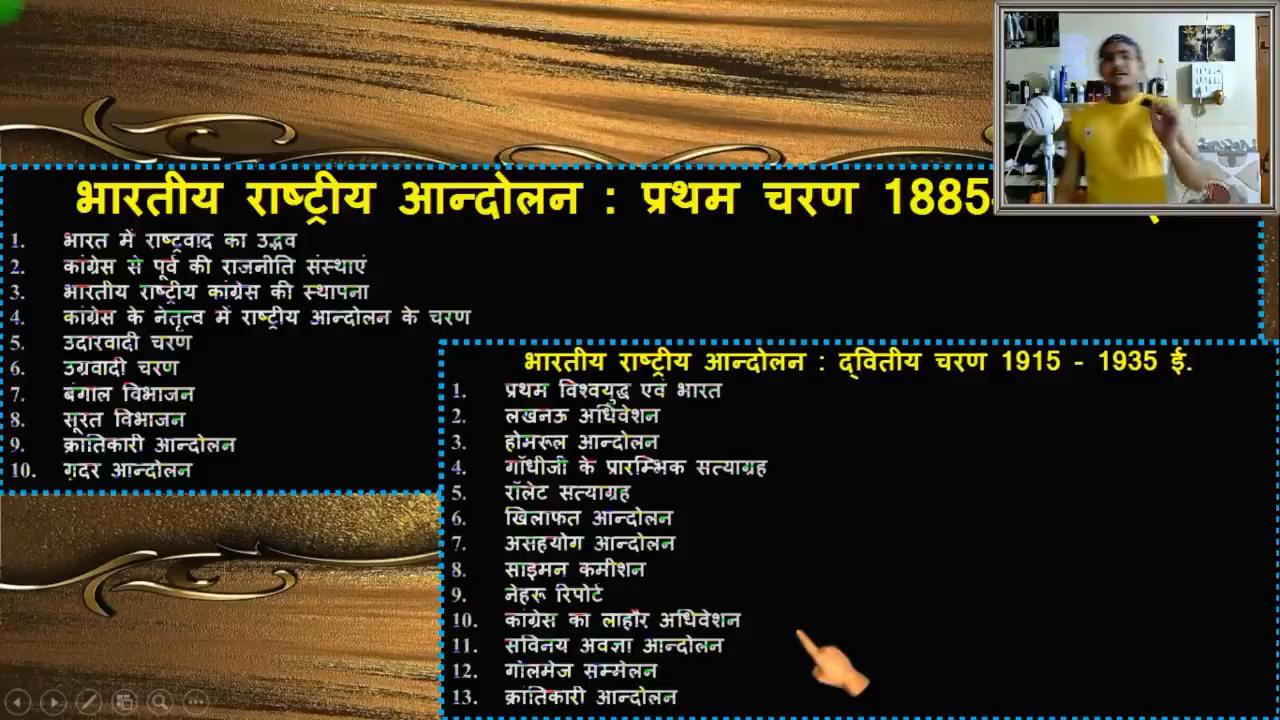 भारतीय राष्ट्रीय आन्दोलन : प्रथम चरण 1885
1. भारत में राष्ट्रवाद का उद्भव
2. कांग्रेस से पूर्व की राजनीति संस्थाएं
3. भारतीय राष्ट्रीय कांग्रेस की स्थापना
4. कांग्रेस के नेतृत्व में राष्ट्रीय आन्दोलन के चरण
5. उदारवादी चरण
6. उग्रवादी चरण
7. बंगाल विभाजन
8. सूरत विभाजन
9. क्रांतिकारी आन्दोलन
10. ग़दर आन्दोलन
भारतीय राष्ट्रीय आन्दोलन : द्वितीय चरण 1915 - 1935 ई.
1. प्रथम विश्वयुद्ध एवं भारत
2. लखनऊ अधिवेशन
3. होमरूल आन्दोलन
4. गाँधीजी के प्रारम्भिक सत्याग्रह
5. रॉलेट सत्याग्रह
6. खिलाफत आन्दोलन
7. असहयोग आन्दोलन
8. साइमन कमीशन
9. नेहरू रिपोर्ट
10. कांग्रेस का लाहौर अधिवेशन
11. सविनय अवज्ञा आन्दोलन
12. गोलमेज सम्मेलन
13. क्रांतिकारी आन्दोलन